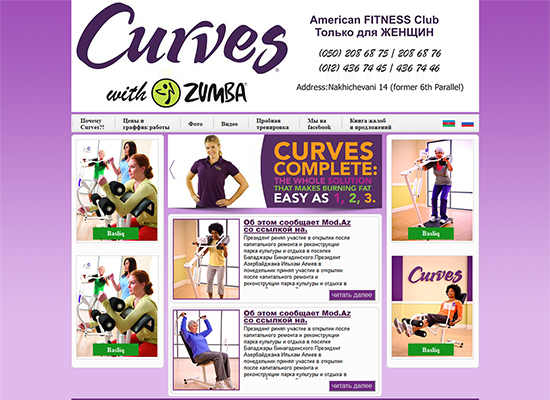 Curves
with ZUMBA
American FITNESS Club
Только для ЖЕНЩИН
(050) 208 68 75 | 208 68 76
(012) 436 74 45 | 436 74 46
Address:Nakhichevani 14 (former 6th Parallel)
Почему Curves?!
Цены и граффик работы
Фото
Видео
Пробная тренировка
Мы на facebook
Книга жалоб и предложений
Basliq
Basliq
CURVES
COMPLETE:
THE WHOLE SOLUTION
THAT MAKES BURNING FAT
EASY AS 1, 2, 3.
Об этом сообщает Mod.Az
со ссылкой на.
Президент ринял участие в открытии после
капитального ремонта и реконструкции
парка культуры и отдыха в поселке
Баладжары Бинагадинского Президент
Азербайджана Ильхам Алиев в
понедельник принял участие в открытии
после капитального ремонта и
реконструкции парка культуры и отдыха в .
читать далее
Об этом сообщает Mod.Az
со ссылкой на.
Президент ринял участие в открытии после
капитального ремонта и реконструкции
парка культуры и отдыха в поселке
Баладжары Бинагадинского Президент
Азербайджана Ильхам Алиев в
понедельник принял участие в открытии
после капитального ремонта и
реконструкции парка культуры и отдыха в .
читать далее
Basliq
Curves
Basliq